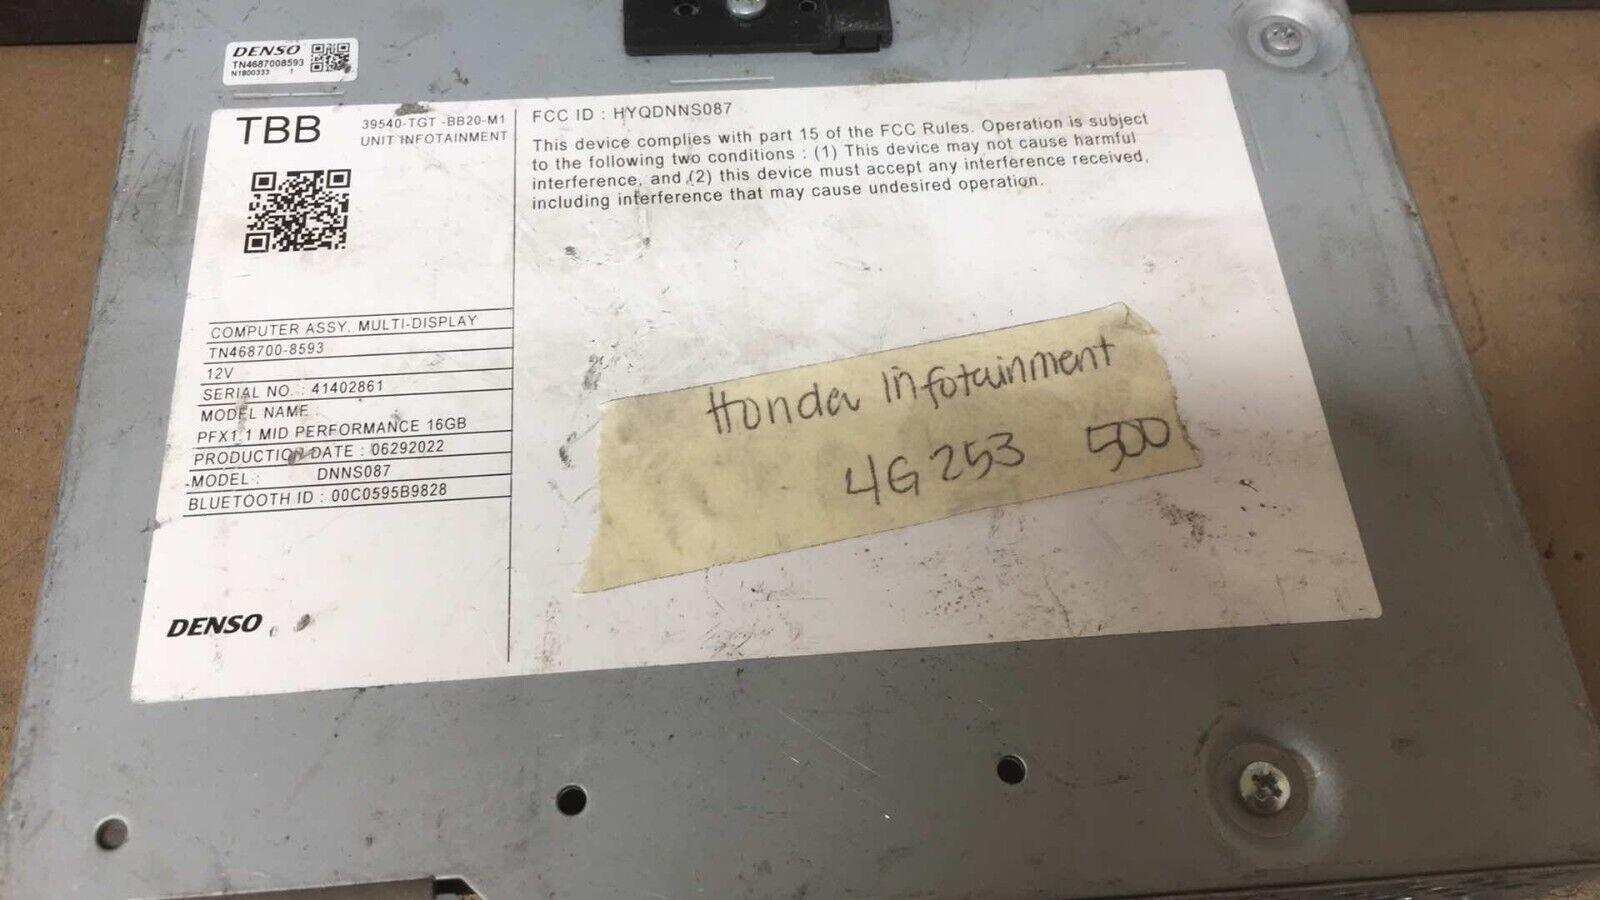 DENSO
TN4687008593
N1800333 1
TBB
39540-TGT -BB20-M1
UNIT INFOTAINMENT
COMPUTER ASSY. MULTI-DISPLAY
TN468700-8593
12V
SERIAL NO. : 41402861
MODEL NAME :
PFX1.1 MID PERFORMANCE 16GB
PRODUCTION DATE : 06292022
MODEL : DNNS087
BLUETOOTH ID : 00C0595B9828
DENSO
FCC ID : HYQDNNS087
This device complies with part 15 of the FCC Rules. Operation is subject
to the following two conditions : (1) This device may not cause harmful
interference, and (2) this device must accept any interference received,
including interference that may cause undesired operation.
Honda Infotainment
4G253 500